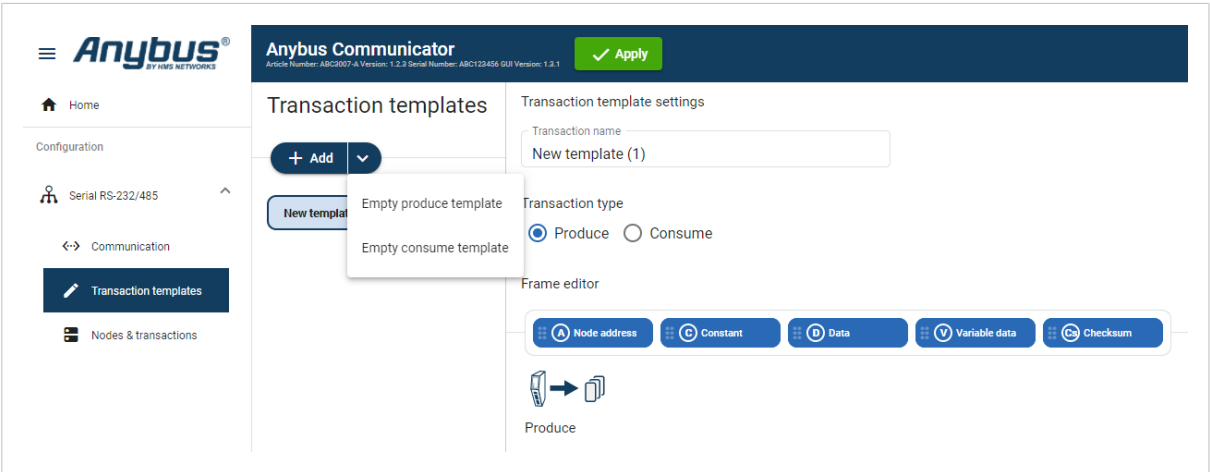 Anybus®
BY HMS NETWORKS
Anybus Communicator
Article Number: ABC3007-A Version: 1.2.3 Serial Number: ABC123456 GUI Version: 1.3.1
Apply
Home
Configuration
Serial RS-232/485
Communication
Transaction templates
Nodes & transactions
Transaction templates
Add
New templat
Empty produce template
Empty consume template
Transaction template settings
Transaction name
New template (1)
Transaction type
Produce Consume
Frame editor
A Node address C Constant D Data V Variable data Cs Checksum
Produce